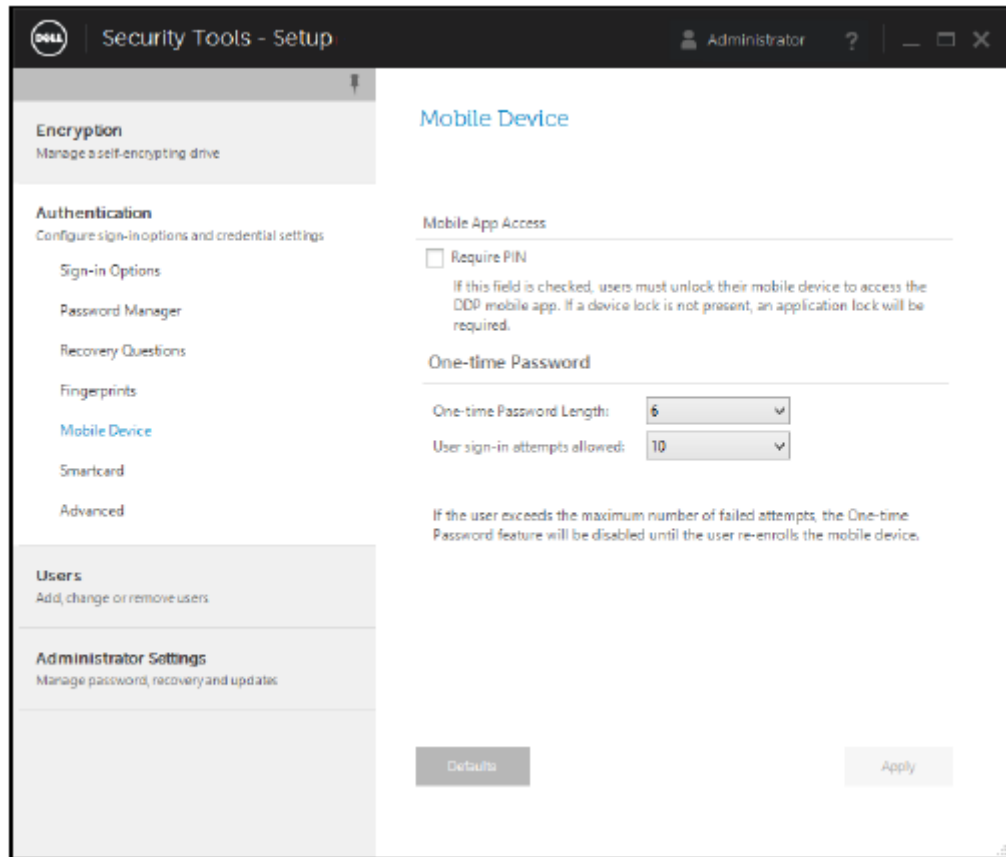 DELL
Security Tools - Setup
Administrator
?
Encryption
Manage a self-encrypting drive
Authentication
Configure sign-in options and credential settings
Sign-in Options
Password Manager
Recovery Questions
Fingerprints
Mobile Device
Smartcard
Advanced
Users
Add, change or remove users
Administrator Settings
Manage password, recovery and updates
Mobile Device
Mobile App Access
Require PIN
If this field is checked, users must unlock their mobile device to access the
DDP mobile app. If a device lock is not present, an application lock will be
required.
One-time Password
One-time Password Length: 6
User sign-in attempts allowed: 10
If the user exceeds the maximum number of failed attempts, the One-time
Password feature will be disabled until the user re-enrolls the mobile device.
Defaults
Apply